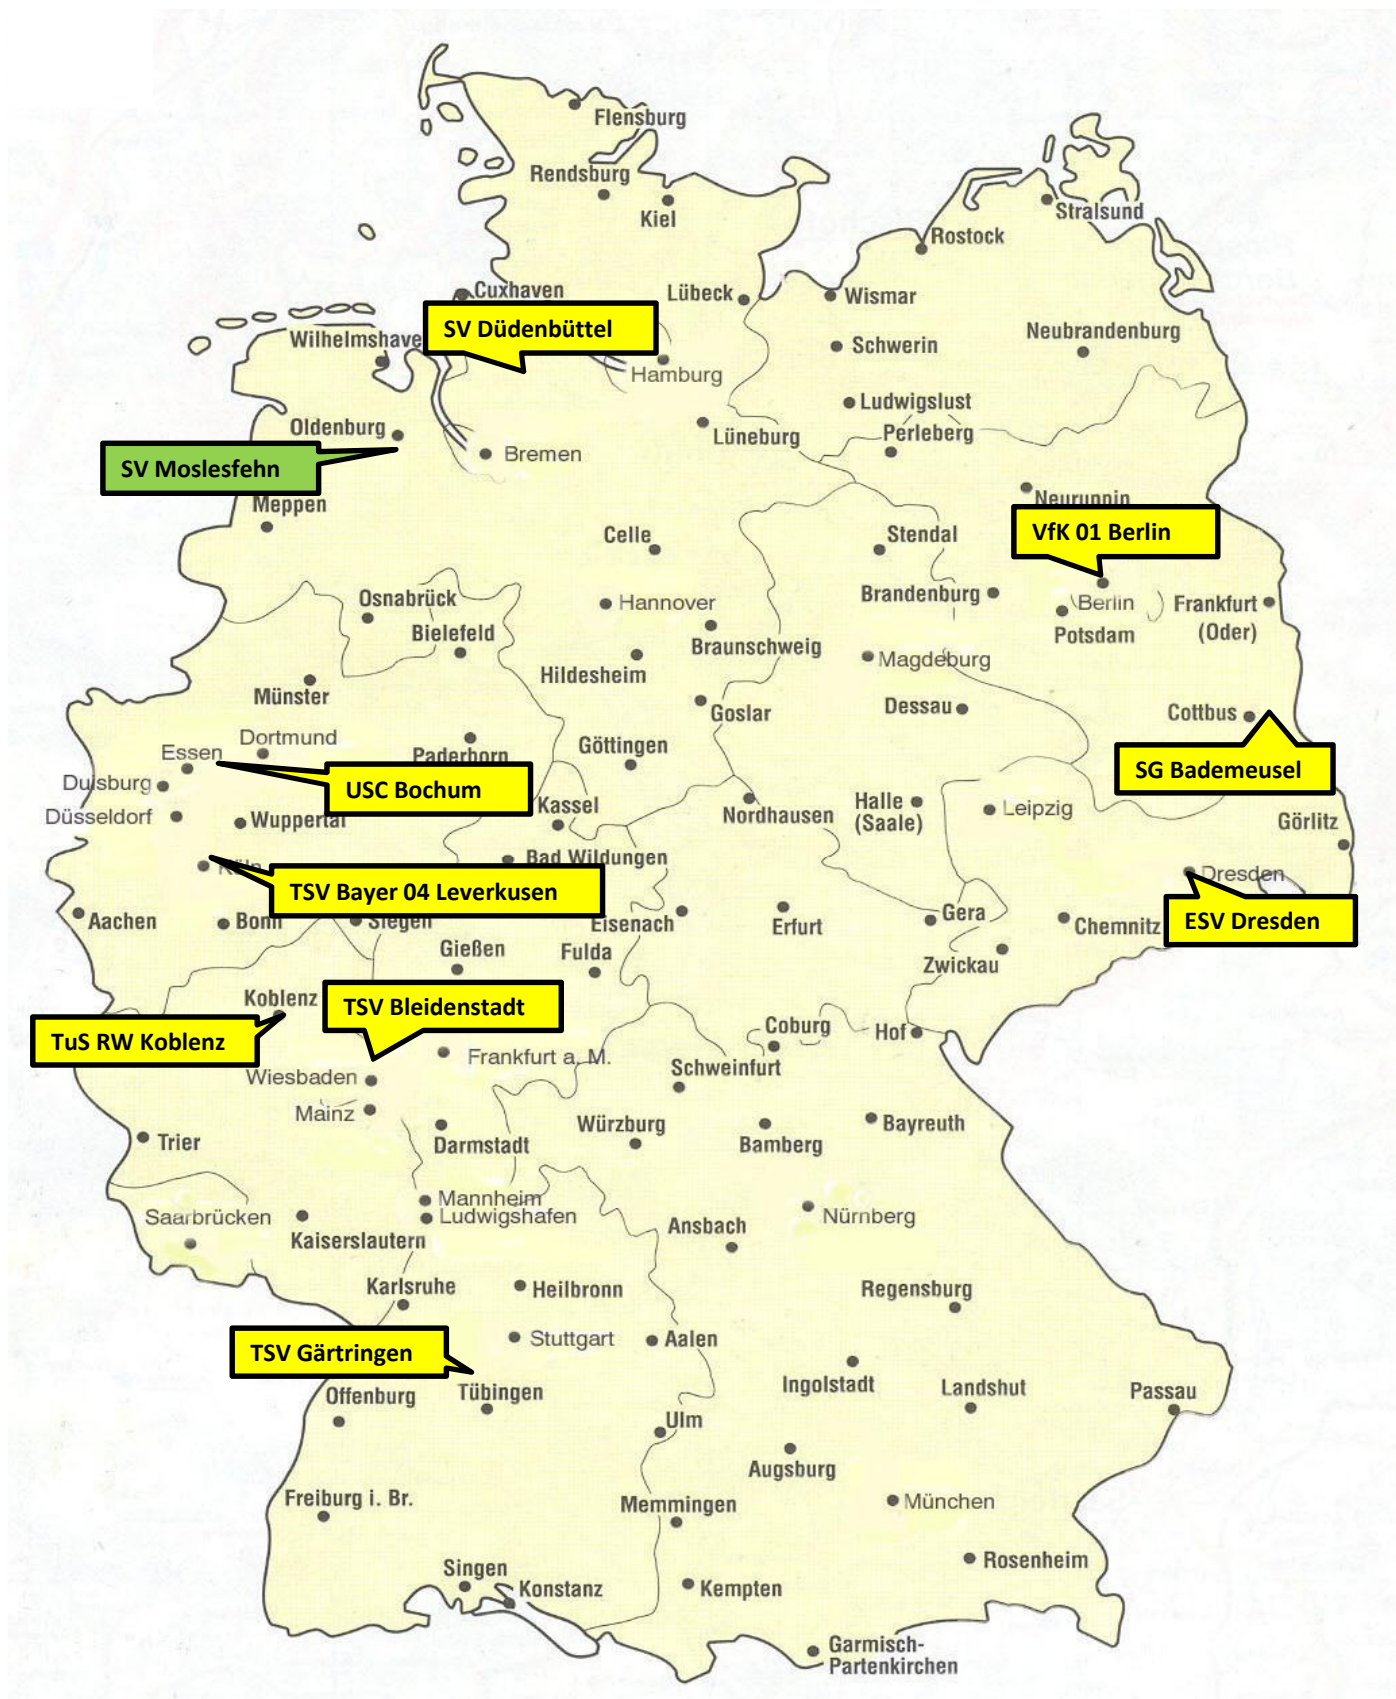 Flensburg
Rendsburg
Kiel
Stralsund
Rostock
Cuxhaven
Lübeck
Wismar
SV Düdenbüttel
Neubrandenburg
Wilhelmshave
Schwerin
Hamburg
Ludwigslust
Oldenburg
Lüneburg
Perleberg
Bremen
SV Moslesfehn
Meppen
Neuruppin
VfK 01 Berlin
Celle
Stendal
Osnabrück
Hannover
Brandenburg
Berlin
Frankfurt
(Oder)
Bielefeld
Braunschweig
Potsdam
Magdeburg
Hildesheim
Münster
Goslar
Dessau
Cottbus
Essen
Dortmund
Paderborn
Göttingen
SG Bademeusel
Duisburg
USC Bochum
Düsseldorf
Wuppertal
Kassel
Nordhausen
Halle
(Saale)
Leipzig
Görlitz
Köln
Bad Wildungen
Dresden
TSV Bayer 04 Leverkusen
Aachen
Bonn
Siegen
Eisenach
Erfurt
Gera
Chemnitz
ESV Dresden
Gießen
Fulda
Zwickau
Koblenz
TSV Bleidenstadt
TuS RW Koblenz
Coburg
Hof
Frankfurt a. M.
Schweinfurt
Wiesbaden
Mainz
Trier
Darmstadt
Würzburg
Bamberg
Bayreuth
Mannheim
Ludwigshafen
Saarbrücken
Kaiserslautern
Ansbach
Nürnberg
Karlsruhe
Heilbronn
Regensburg
TSV Gärtringen
Stuttgart
Aalen
Offenburg
Tübingen
Ingolstadt
Landshut
Passau
Ulm
Augsburg
Freiburg i. Br.
Memmingen
München
Singen
Konstanz
Kempten
Rosenheim
Garmisch-
Partenkirchen